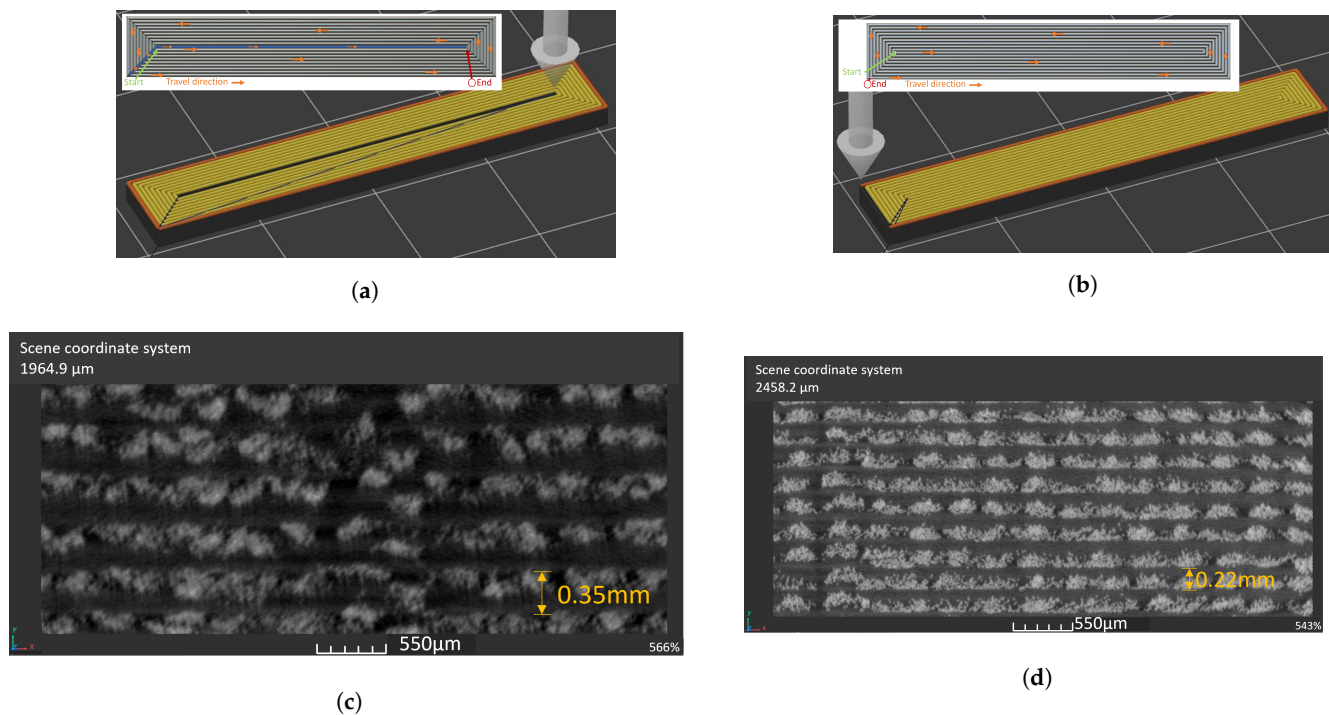 Start
Travel direction
End
(a)
Start
End
Travel direction
(b)
Scene coordinate system
1964.9 µm
0.35mm
y
x
550µm
566%
(c)
Scene coordinate system
2458.2 µm
0.22mm
y
x
550µm
543%
(d)